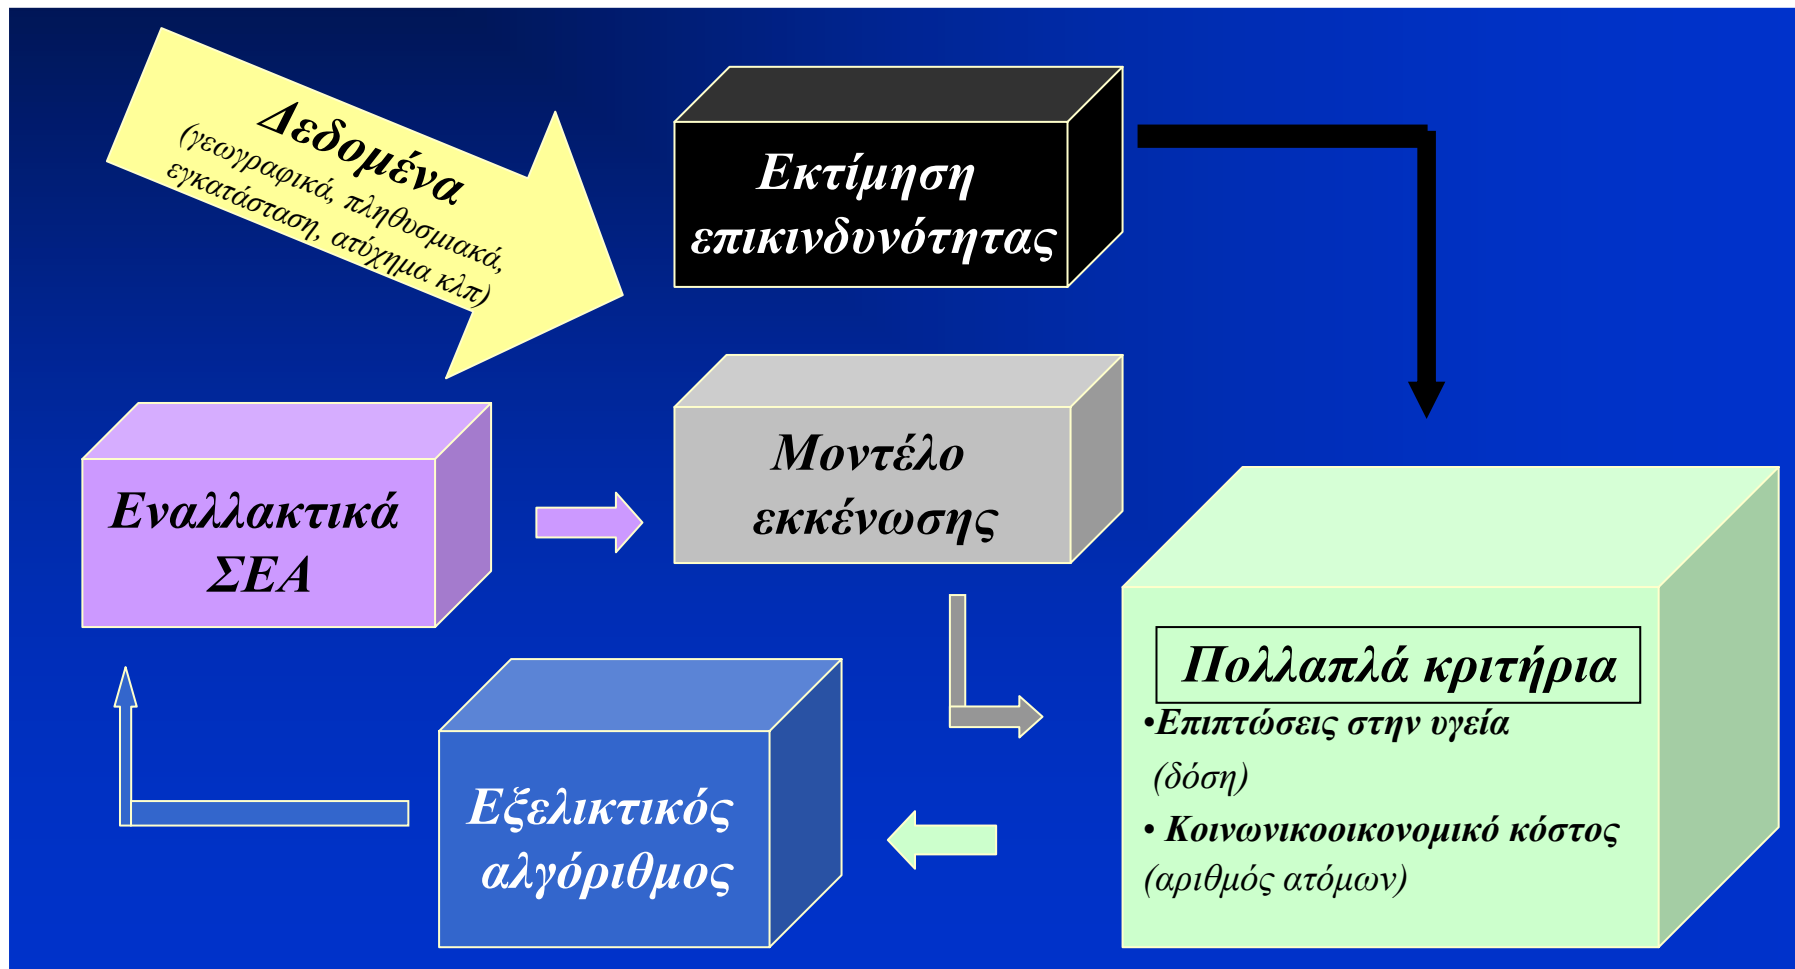 Δεδομένα
(γεωγραφικά, πληθυσμιακά,
εγκατάσταση, ατύχημα κλπ)
Εκτίμηση
επικινδυνότητας
Εναλλακτικά
ΣΕΑ
Μοντέλο
εκκένωσης
Πολλαπλά κριτήρια
•Επιπτώσεις στην υγεία
(δόση)
• Κοινωνικοοικονομικό κόστος
(αριθμός ατόμων)
Εξελικτικός
αλγόριθμος